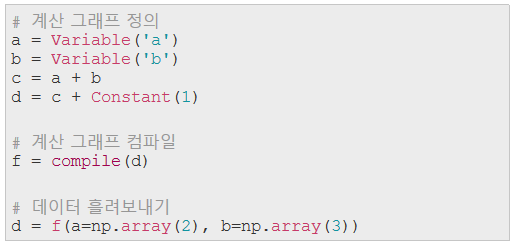 # 계산 그래프 정의
a = Variable('a')
b = Variable('b')
c = a + b
d = c + Constant(1)
# 계산 그래프 컴파일
f = compile(d)
# 데이터 흘려보내기
d = f(a=np.array(2), b=np.array(3))